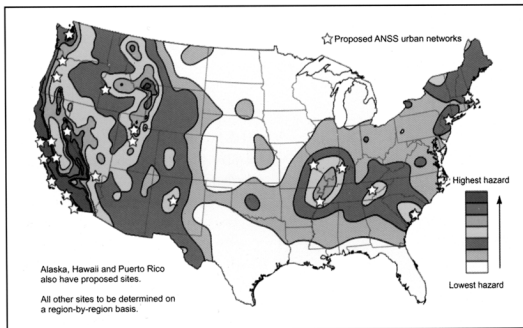 Proposed ANSS urban networks
Highest hazard
Lowest hazard
Alaska, Hawaii and Puerto Rico
also have proposed sites.
All other sites to be determined on
a region-by-region basis.